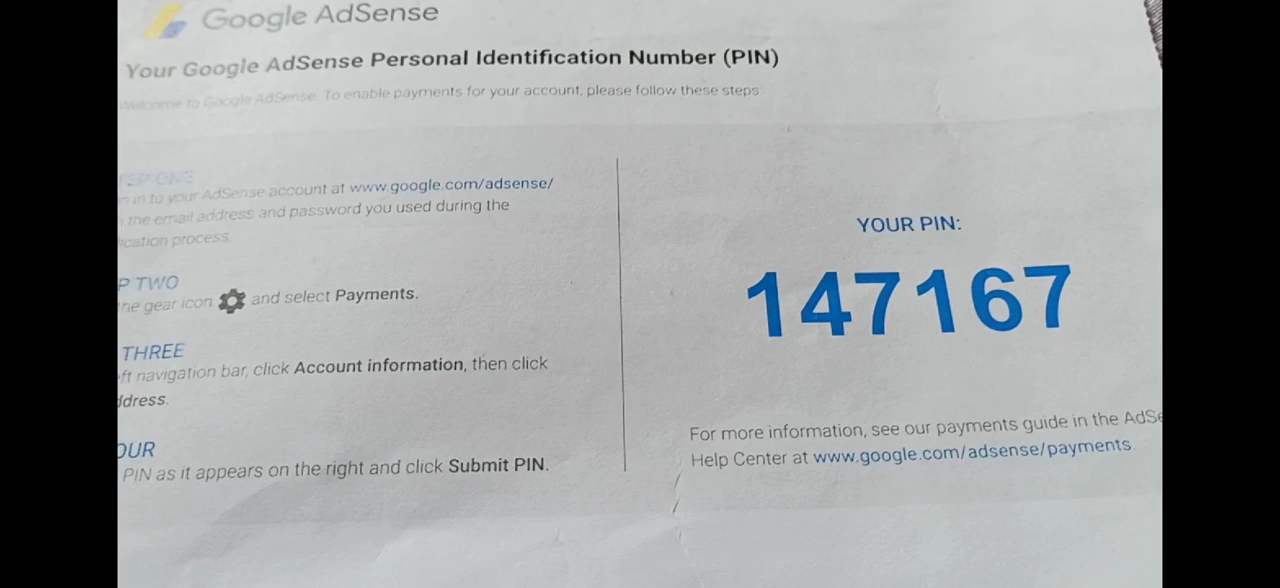 Google AdSense
Your Google AdSense Personal Identification Number (PIN)
Welcome to Google AdSense. To enable payments for your account, please follow these steps:
in to your AdSense account at www.google.com/adsense/
the email address and password you used during the
process.
TWO
gear icon and select Payments.
THREE
navigation bar, click Account information, then click
PIN as it appears on the right and click Submit PIN.
YOUR PIN:
147167
For more information, see our payments guide in the
Help Center at www.google.com/adsense/payments